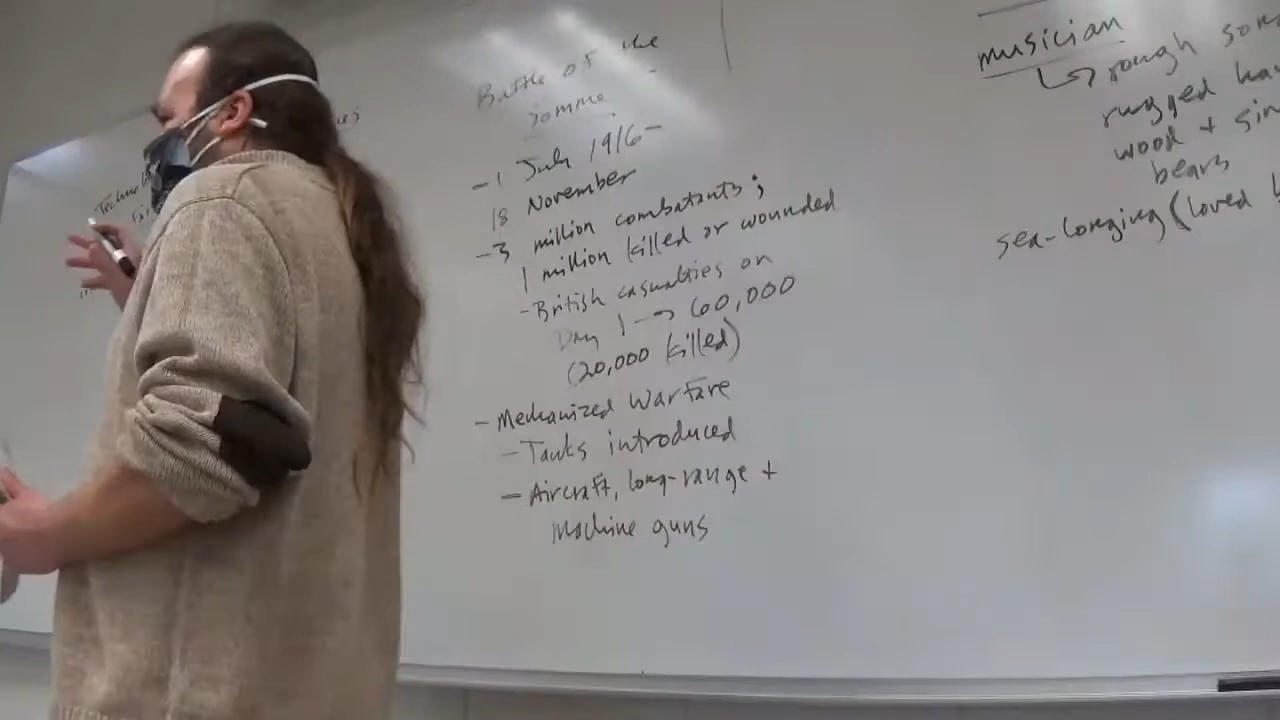 Battle of the
Somme
- 1 July 1916 -
18 November
- 3 million combatants;
1 million killed or wounded
- British casualties on
Day 1 → 60,000
(20,000 killed)
- Mechanized Warfare
- Tanks introduced
- Aircraft, long-range +
machine guns
musician
↳ rough
rugged
wood +
bears
sea-longing (loved